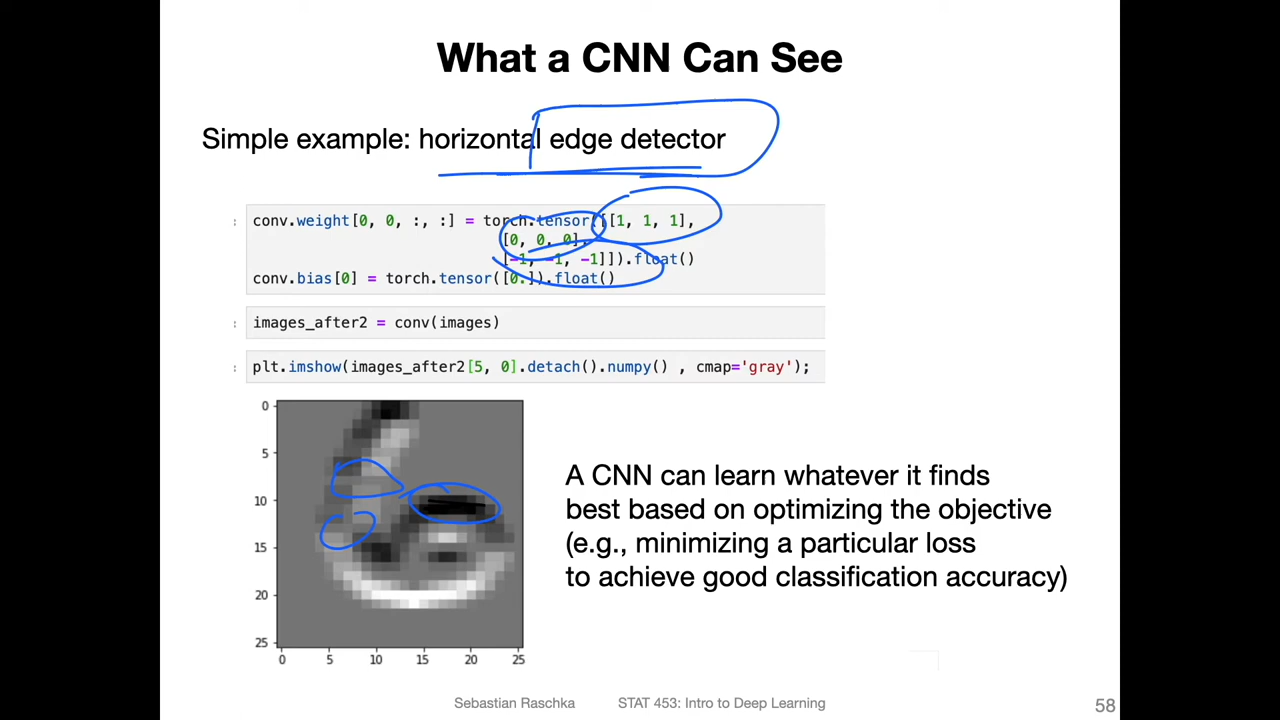 What a CNN Can See
Simple example: horizontal edge detector
: conv.weight[0, 0, :, :] = torch.tensor([[1, 1, 1],
[0, 0, 0],
[-1, -1, -1]]).float()
conv.bias[0] = torch.tensor([0.]).float()
: images_after2 = conv(images)
: plt.imshow(images_after2[5, 0].detach().numpy() , cmap='gray');
0
5
10
15
20
25
0 5 10 15 20 25
A CNN can learn whatever it finds
best based on optimizing the objective
(e.g., minimizing a particular loss
to achieve good classification accuracy)
Sebastian Raschka STAT 453: Intro to Deep Learning 58